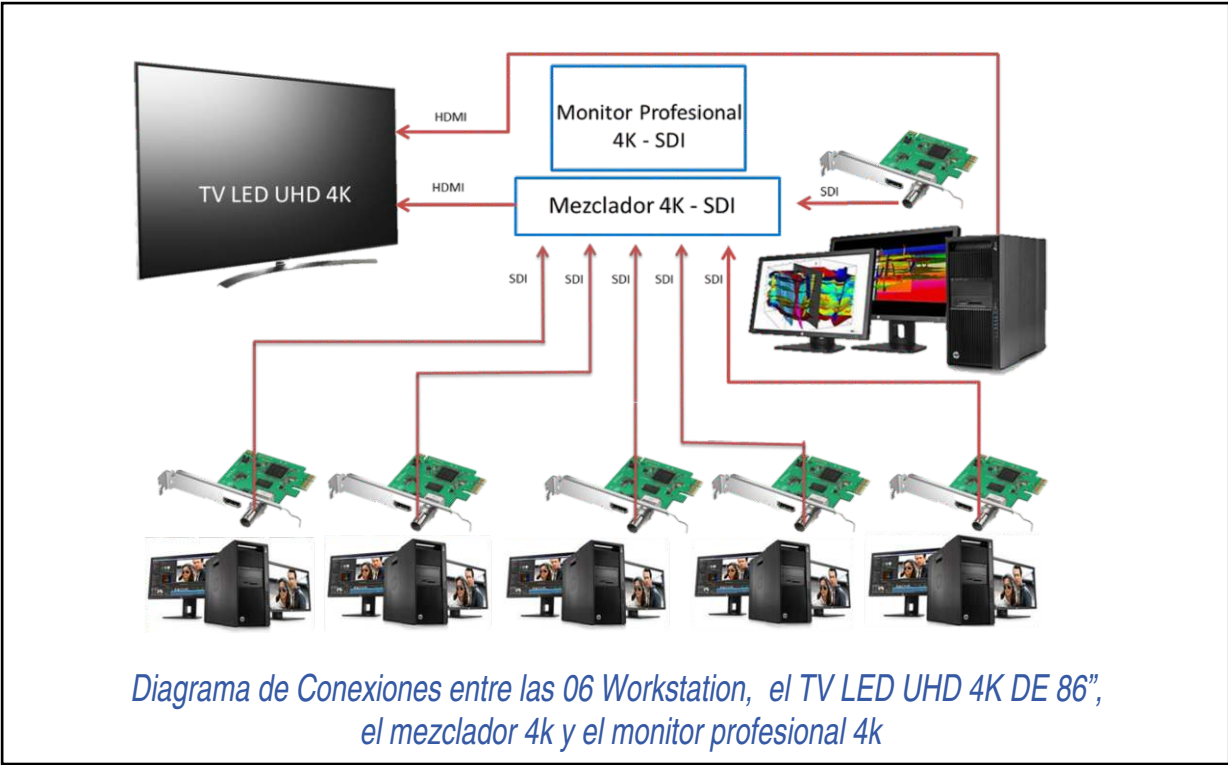 HDMI
Monitor Profesional
4K - SDI
TV LED UHD 4K
HDMI
Mezclador 4K - SDI
SDI
SDI
SDI
SDI
SDI
SDI
Diagrama de Conexiones entre las 06 Workstation, el TV LED UHD 4K DE 86”,
el mezclador 4k y el monitor profesional 4k